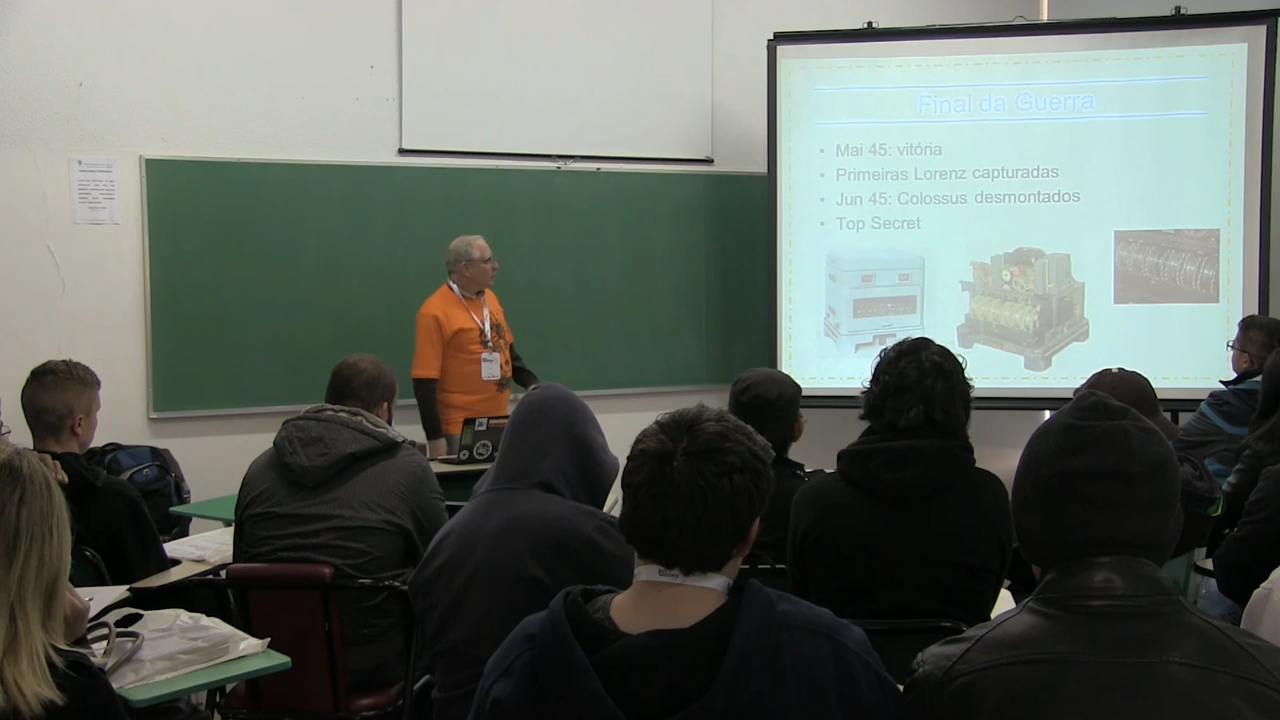 Final da Guerra
• Mai 45: vitória
• Primeiras Lorenz capturadas
• Jun 45: Colossus desmontados
• Top Secret